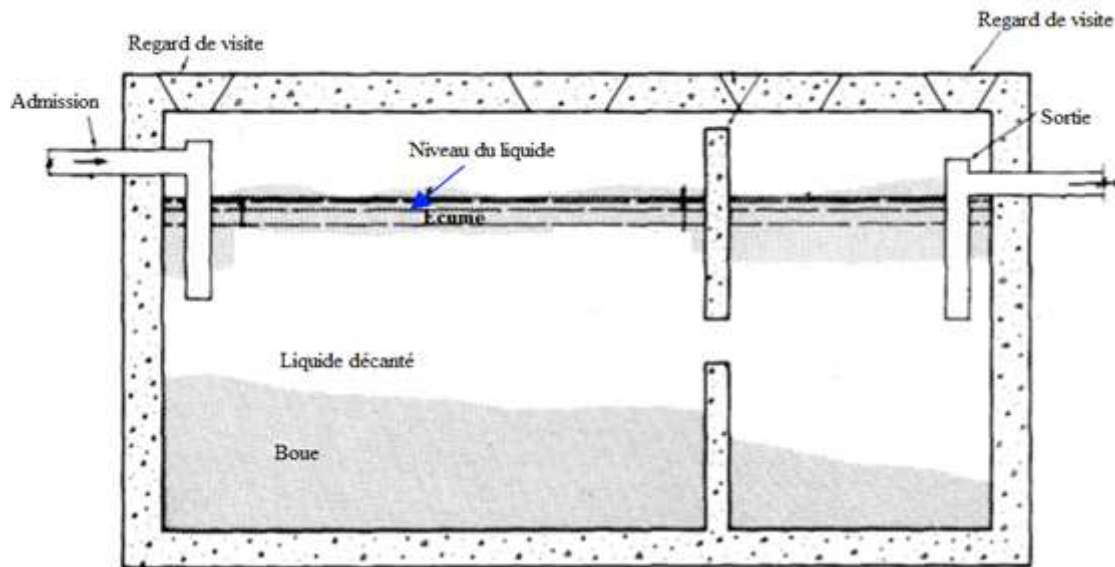 Regard de visite
Regard de visite
Admission
Sortie
Niveau du liquide
Ecume
Liquide décanté
Boue